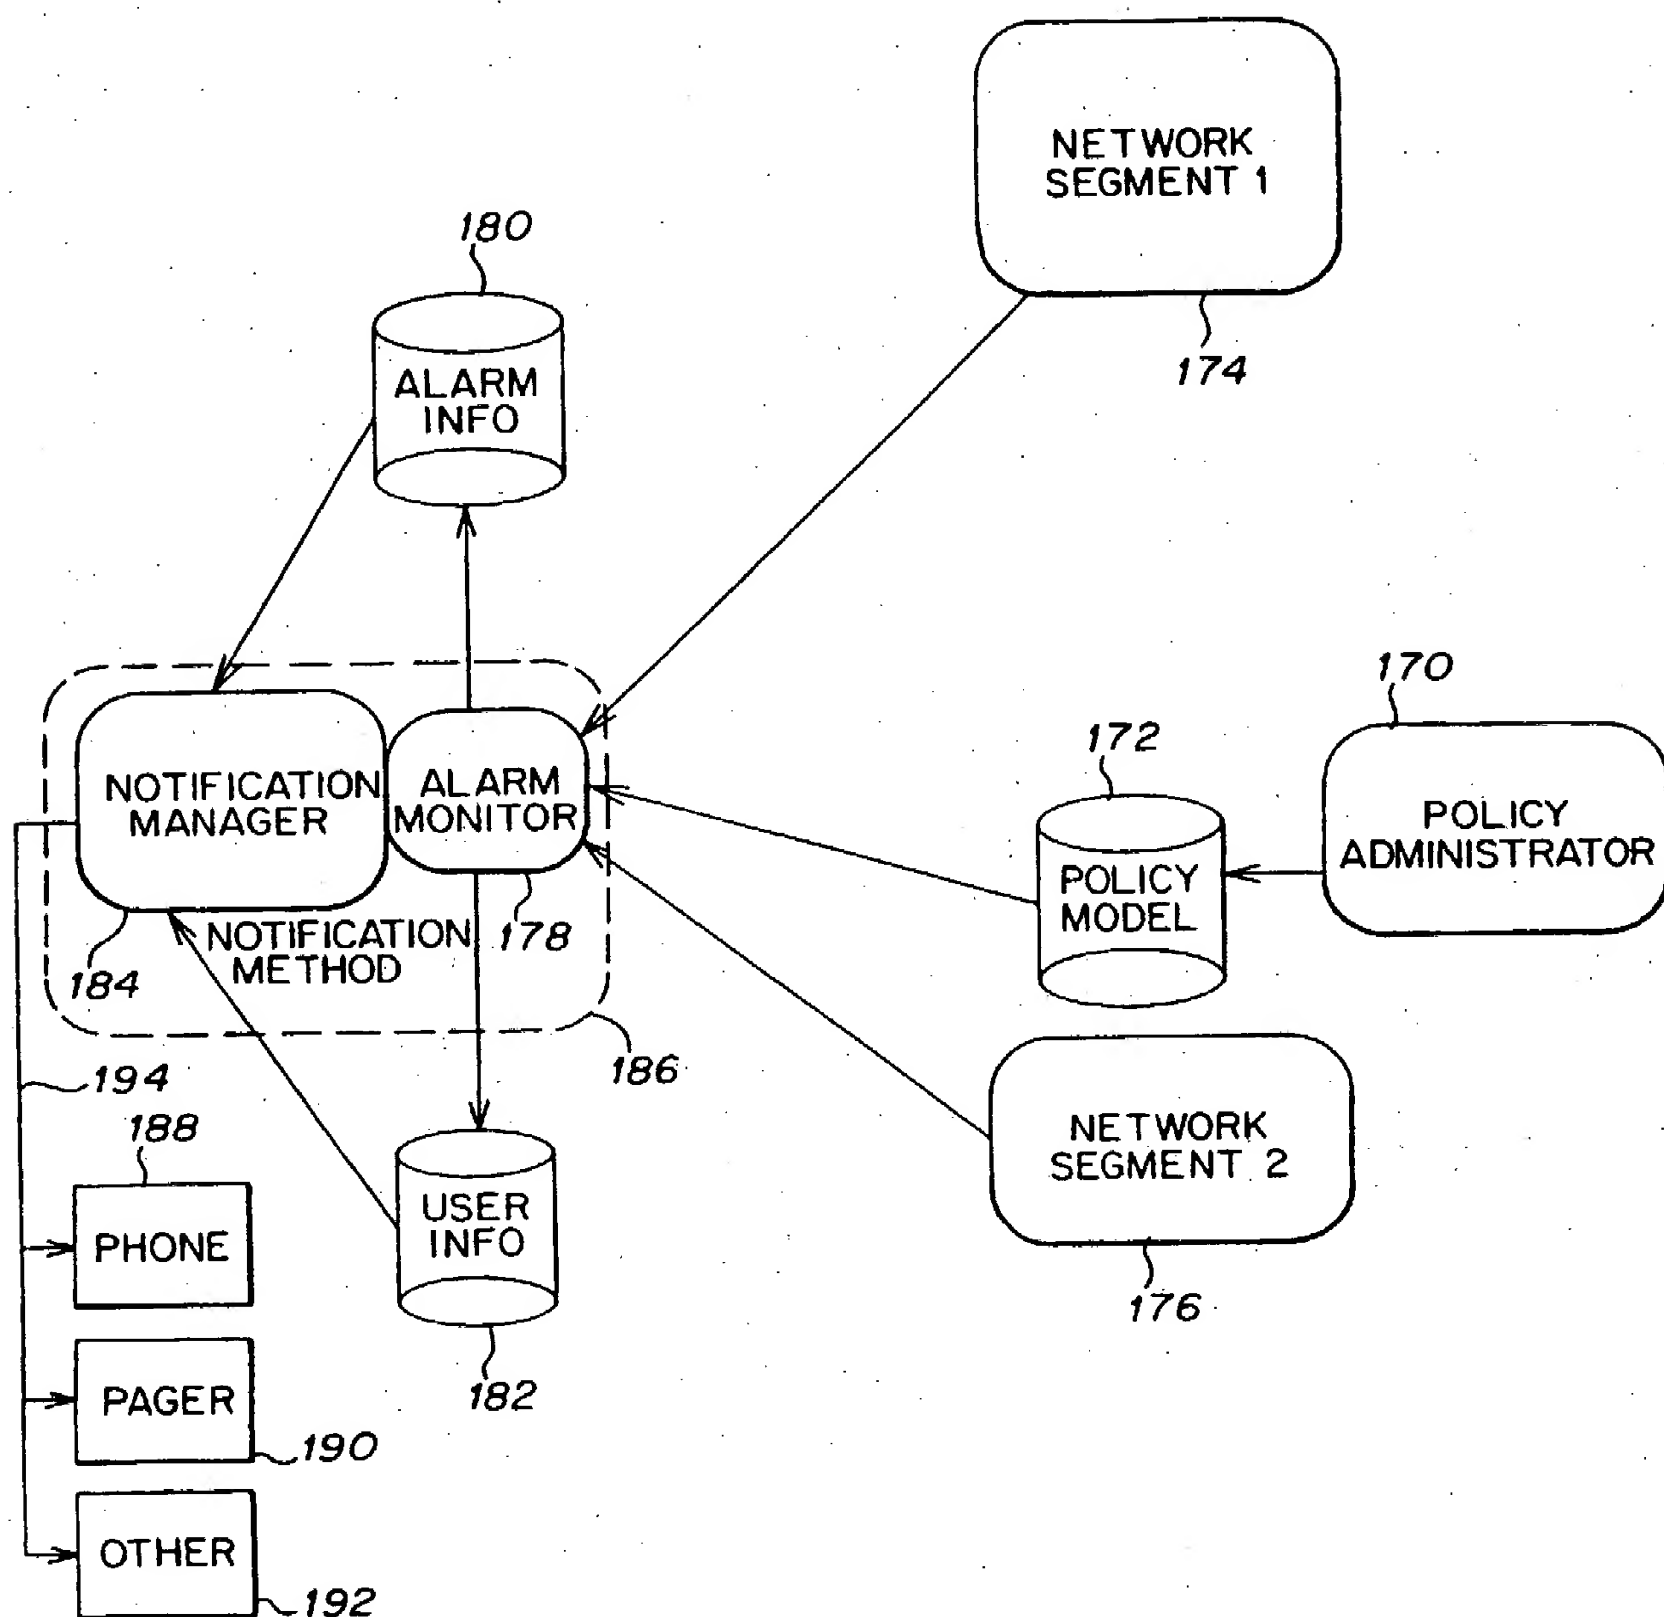 NETWORK
SEGMENT 1
174
180
ALARM
INFO
170
POLICY
ADMINISTRATOR
172
POLICY
MODEL
NOTIFICATION
MANAGER
ALARM
MONITOR
178
NOTIFICATION
METHOD
184
186
194
NETWORK
SEGMENT 2
176
188
PHONE
USER
INFO
182
PAGER
190
OTHER
192